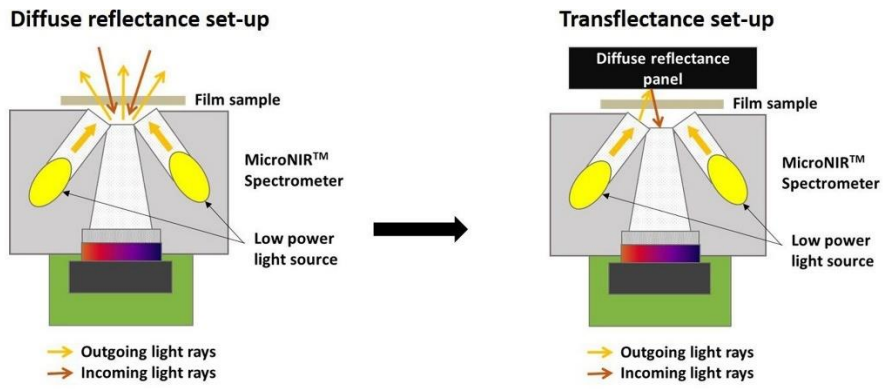 Diffuse reflectance set-up
Film sample
MicroNIR™
Spectrometer
Low power
light source
Outgoing light rays
Incoming light rays
Transflectance set-up
Diffuse reflectance
panel
Film sample
MicroNIR™
Spectrometer
Low power
light source
Outgoing light rays
Incoming light rays